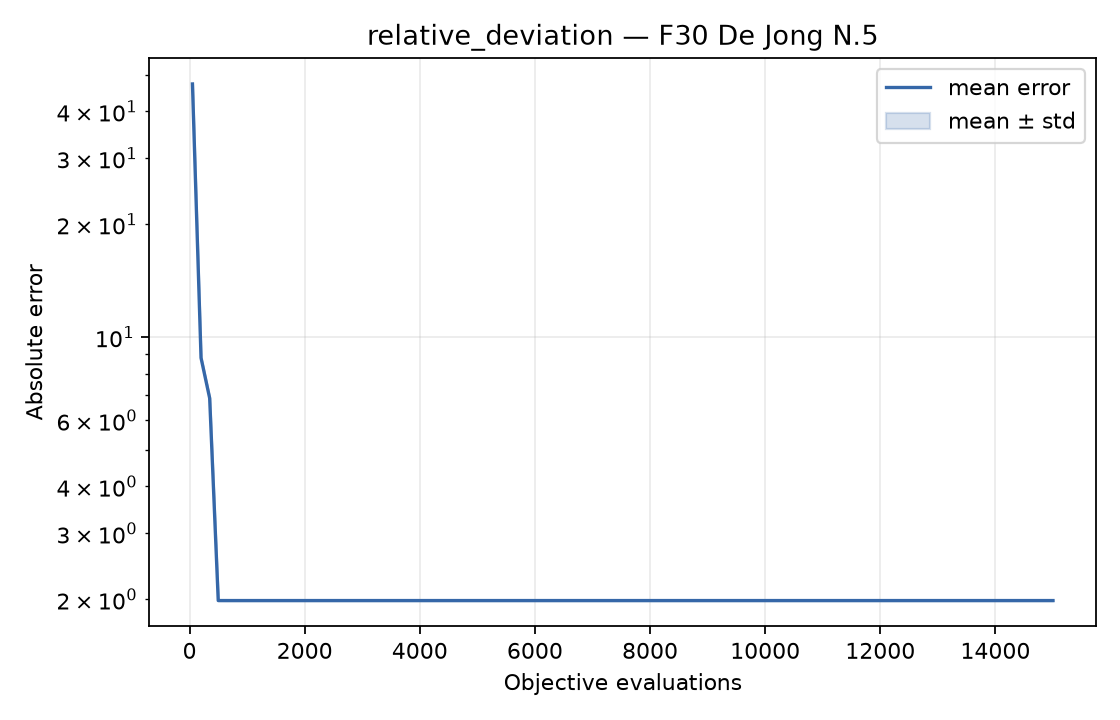 relative_deviation — F30 De Jong N.5
mean error
mean ± std
Absolute error
4 × 10¹
3 × 10¹
2 × 10¹
10¹
6 × 10⁰
4 × 10⁰
3 × 10⁰
2 × 10⁰
0 2000 4000 6000 8000 10000 12000 14000
Objective evaluations